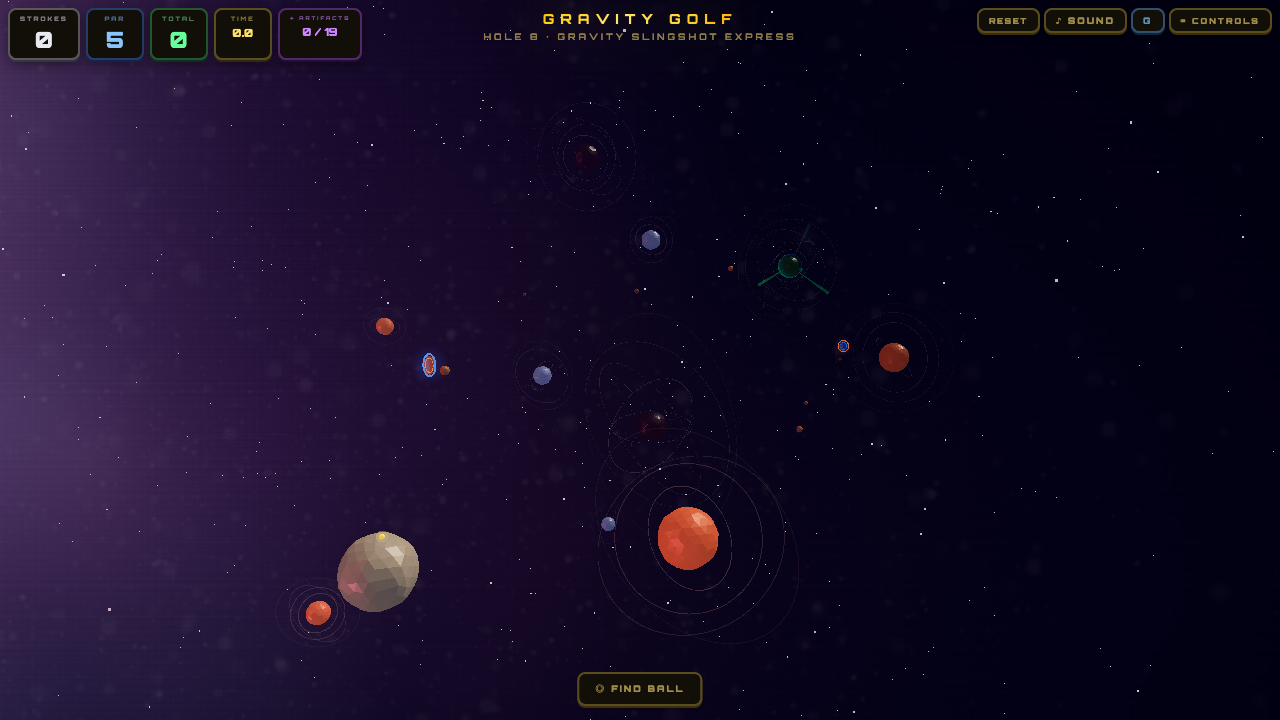 STROKES
0
PAR
5
TOTAL
0
TIME
0.0
✦ ARTIFACTS
0 / 19
GRAVITY GOLF
HOLE 8 · GRAVITY SLINGSHOT EXPRESS
RESET
♪ SOUND
G
≡ CONTROLS
◎ FIND BALL